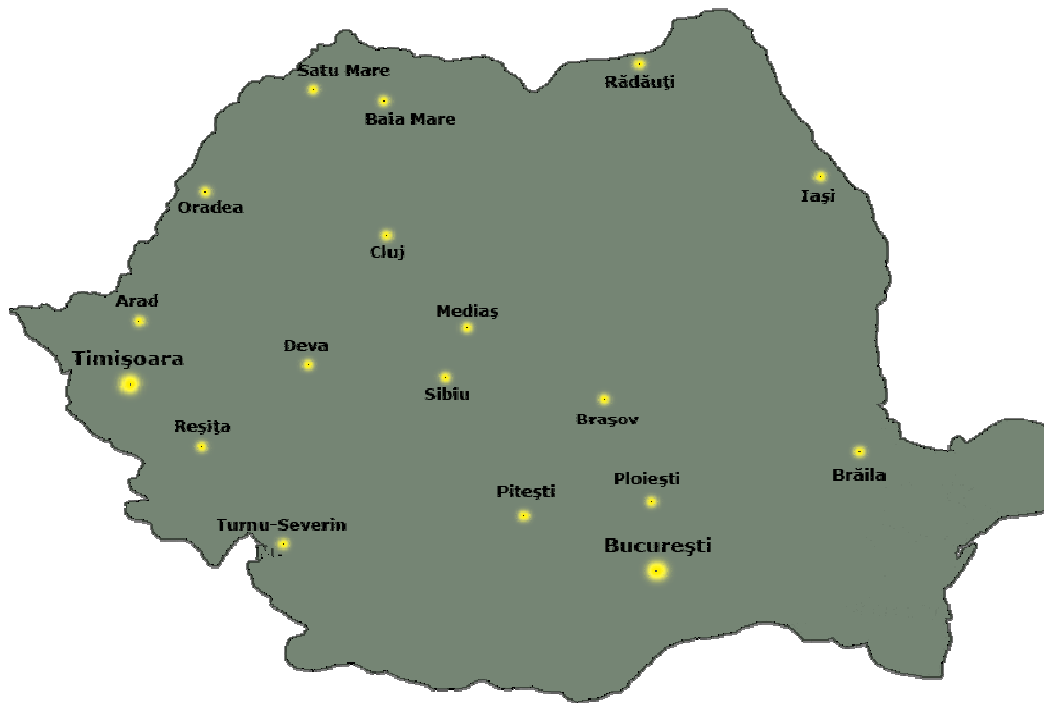 Satu Mare
Rădăuţi
Baia Mare
Iaşi
Oradea
Cluj
Arad
Mediaş
Deva
Timişoara
Sibiu
Braşov
Reşiţa
Brăila
Ploieşti
Piteşti
Turnu-Severin
Bucureşti